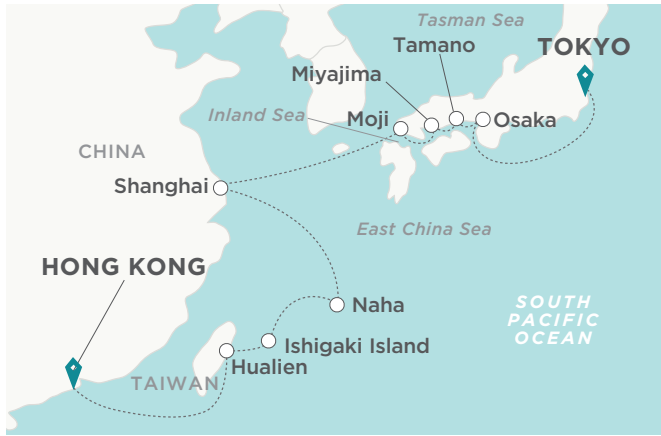 Tasman Sea
Tamano
TOKYO
Miyajima
Inland Sea
Moji
Osaka
CHINA
Shanghai
East China Sea
HONG KONG
Naha
SOUTH
PACIFIC
OCEAN
Ishigaki Island
Hualien
TAIWAN